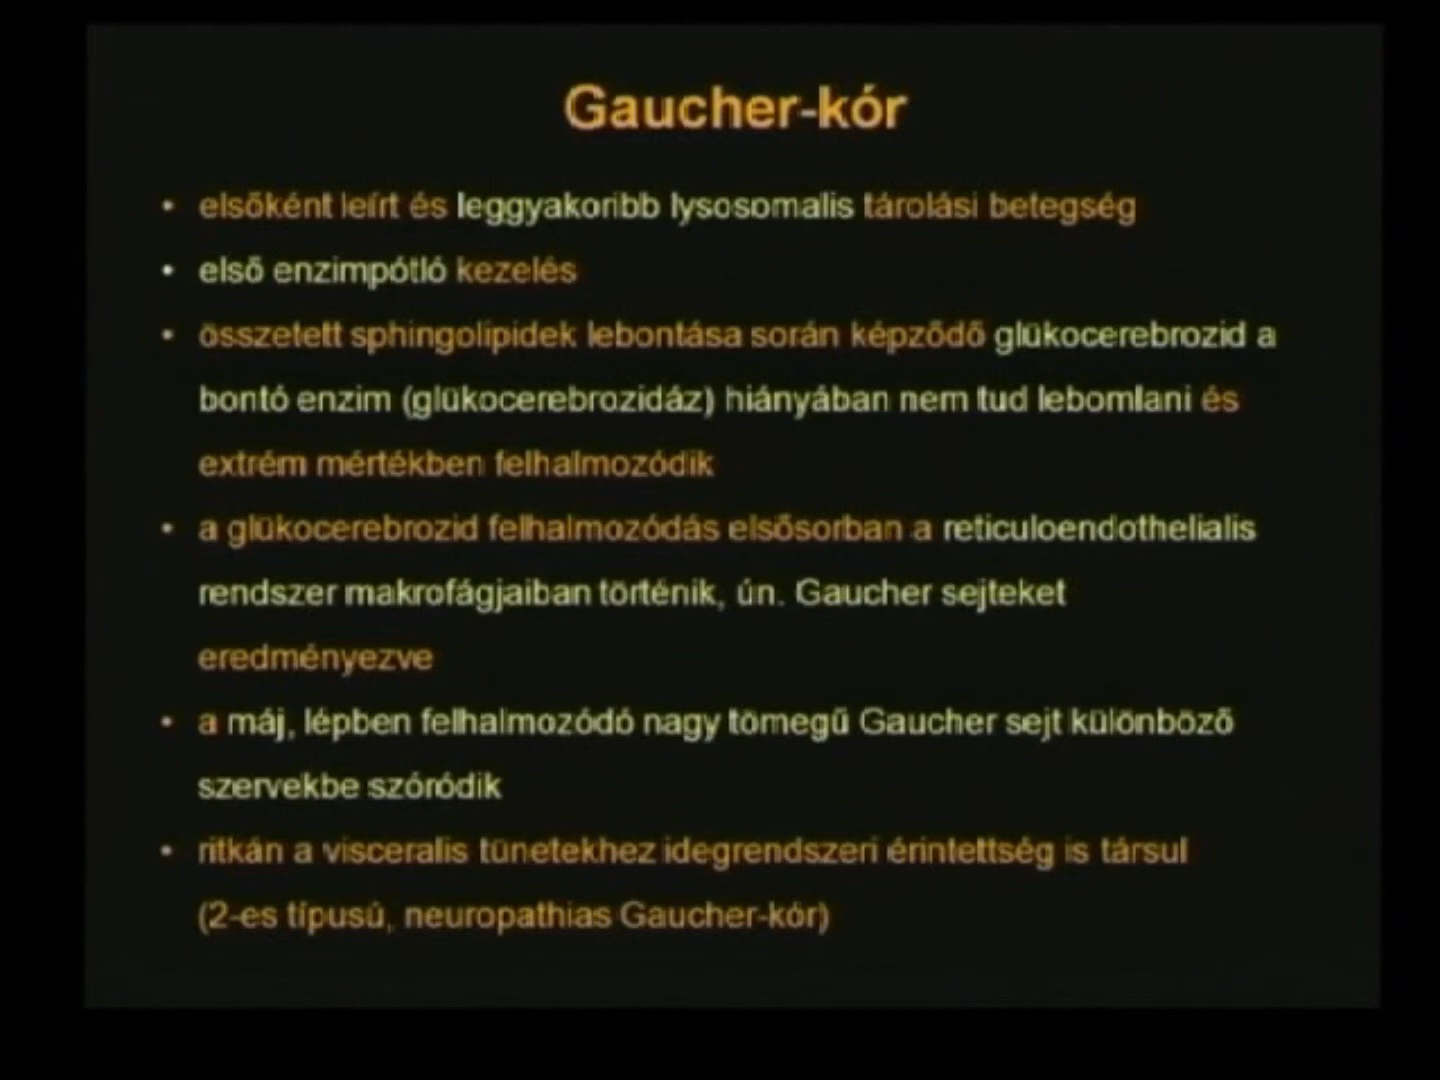 Gaucher-kór
• elsőként leírt és leggyakoribb lysosomalis tárolási betegség
• első enzimpótló kezelés
• összetett sphingolipidek lebontása során képződő glükocerebrozid a
bontó enzim (glükocerebrozidáz) hiányában nem tud lebomlani és
extrém mértékben felhalmozódik
• a glükocerebrozid felhalmozódás elsősorban a reticuloendothelialis
rendszer makrofágjaiban történik, ún. Gaucher sejteket
eredményezve
• a máj, lépben felhalmozódó nagy tömegű Gaucher sejt különböző
szervekbe szóródik
• ritkán a visceralis tünetekhez idegrendszeri érintettség is társul
(2-es típusú, neuropathias Gaucher-kór)